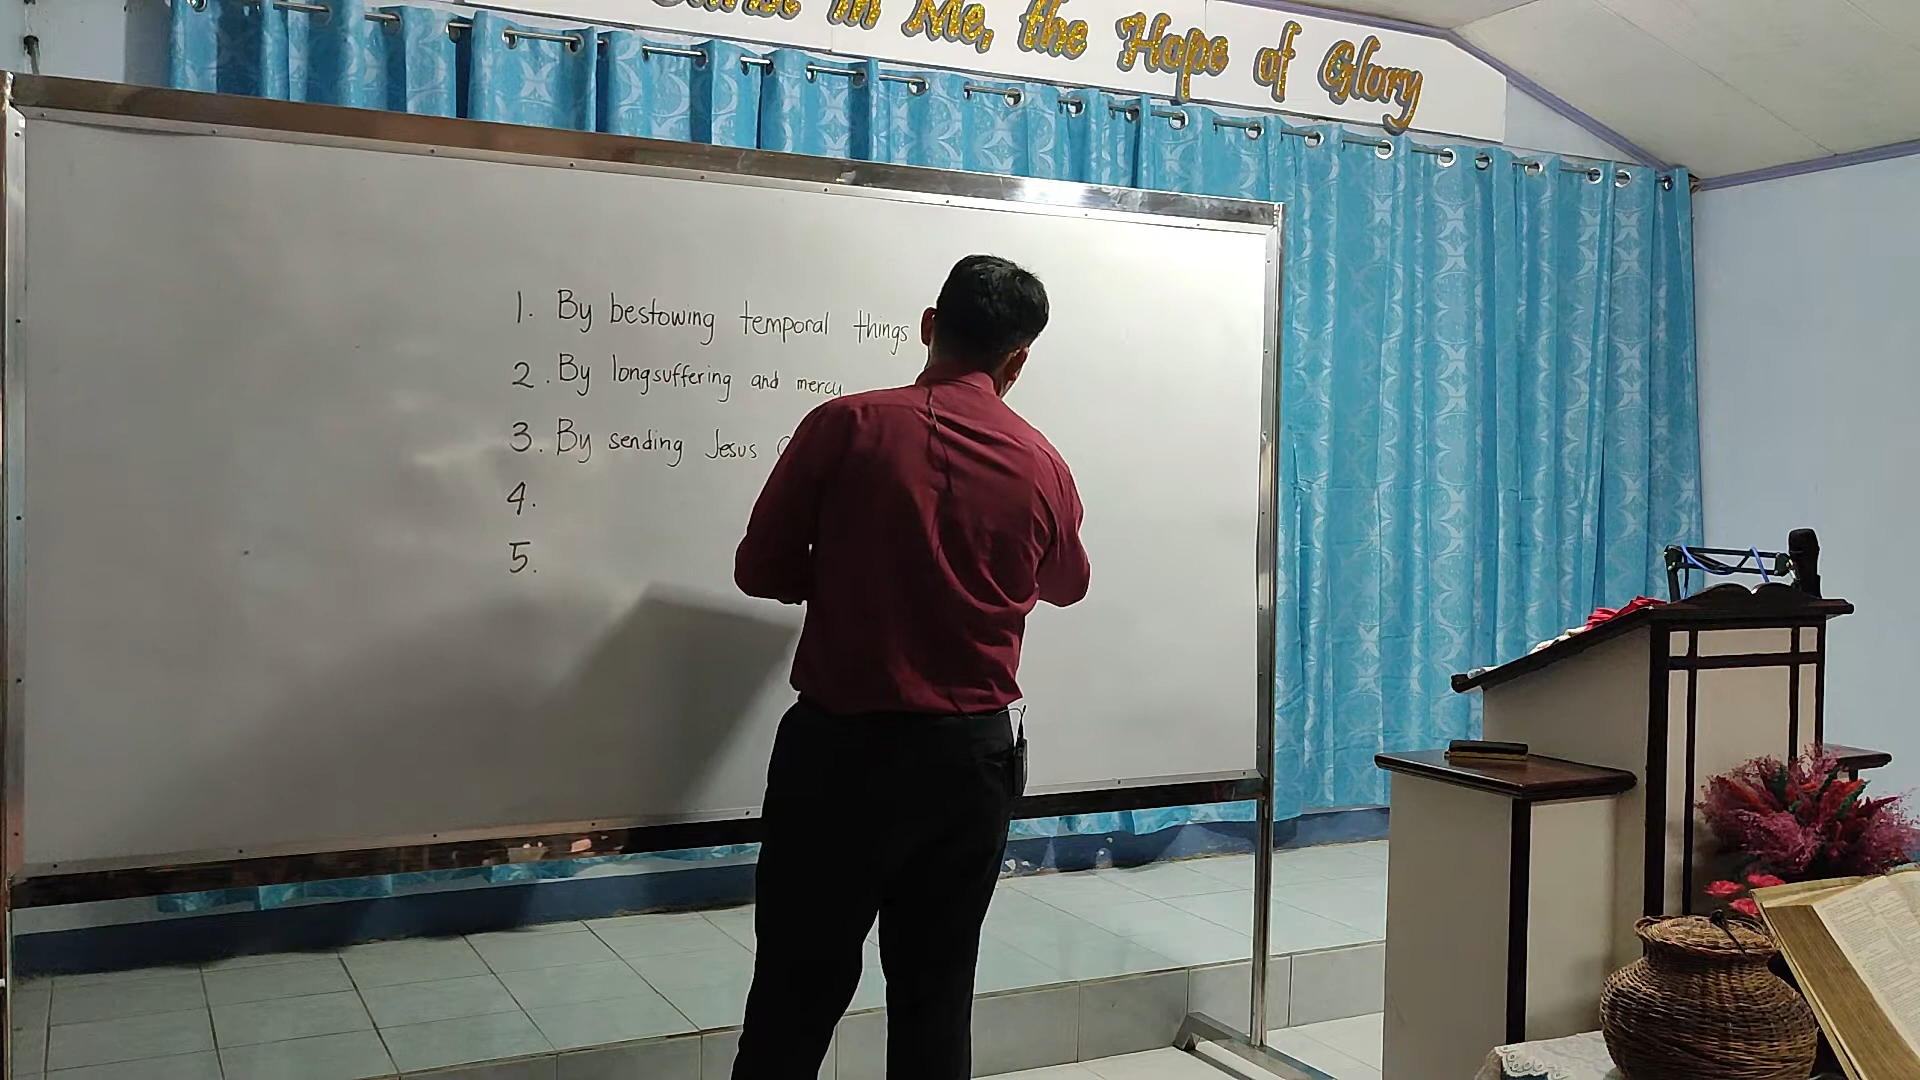 in Me, the Hope of Glory
1. By bestowing temporal things
2. By longsuffering and mercy
3. By sending Jesus
4.
5.